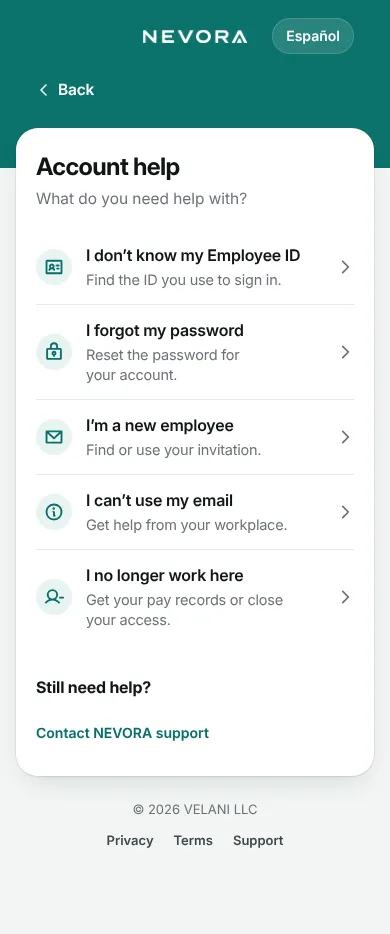 NEVORA
Español
Back
Account help
What do you need help with?
I don’t know my Employee ID
Find the ID you use to sign in.
I forgot my password
Reset the password for
your account.
I’m a new employee
Find or use your invitation.
I can’t use my email
Get help from your workplace.
I no longer work here
Get your pay records or close
your access.
Still need help?
Contact NEVORA support
© 2026 VELANI LLC
Privacy Terms Support